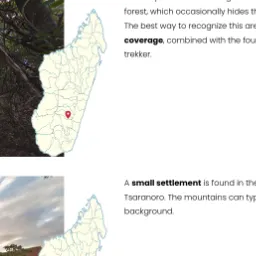 forest, which occasionally hides th
The best way to recognize this are
coverage, combined with the fou
trekker.
A small settlement is found in the
Tsaranoro. The mountains can typ
background.